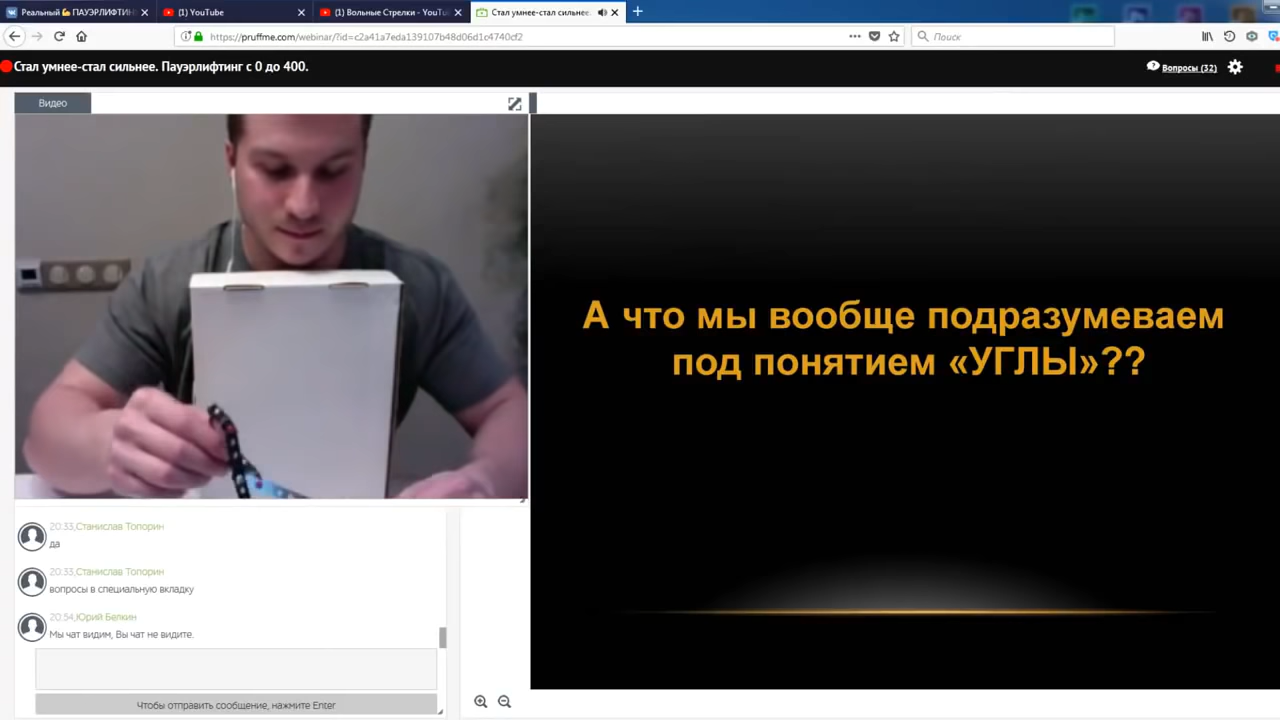 Реальный 💪 ПАУЭРЛИФТИН
(1) YouTube
(1) Вольные Стрелки - YouTu
Стал умнее-стал сильнее.
https://pruffme.com/webinar/?id=c2a41a7eda139107b48d06d1c4740cf2
Поиск
Стал умнее-стал сильнее. Пауэрлифтинг с 0 до 400.
Вопросы (32)
Видео
А что мы вообще подразумеваем
под понятием «УГЛЫ»??
20:33,Станислав Топорин
да
20:33,Станислав Топорин
вопросы в специальную вкладку
20:54,Юрий Белкин
Мы чат видим, Вы чат не видите.
Чтобы отправить сообщение, нажмите Enter